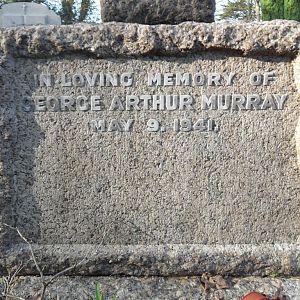 IN LOVING MEMORY OF
GEORGE ARTHUR MURRAY
MAY 9. 1941.